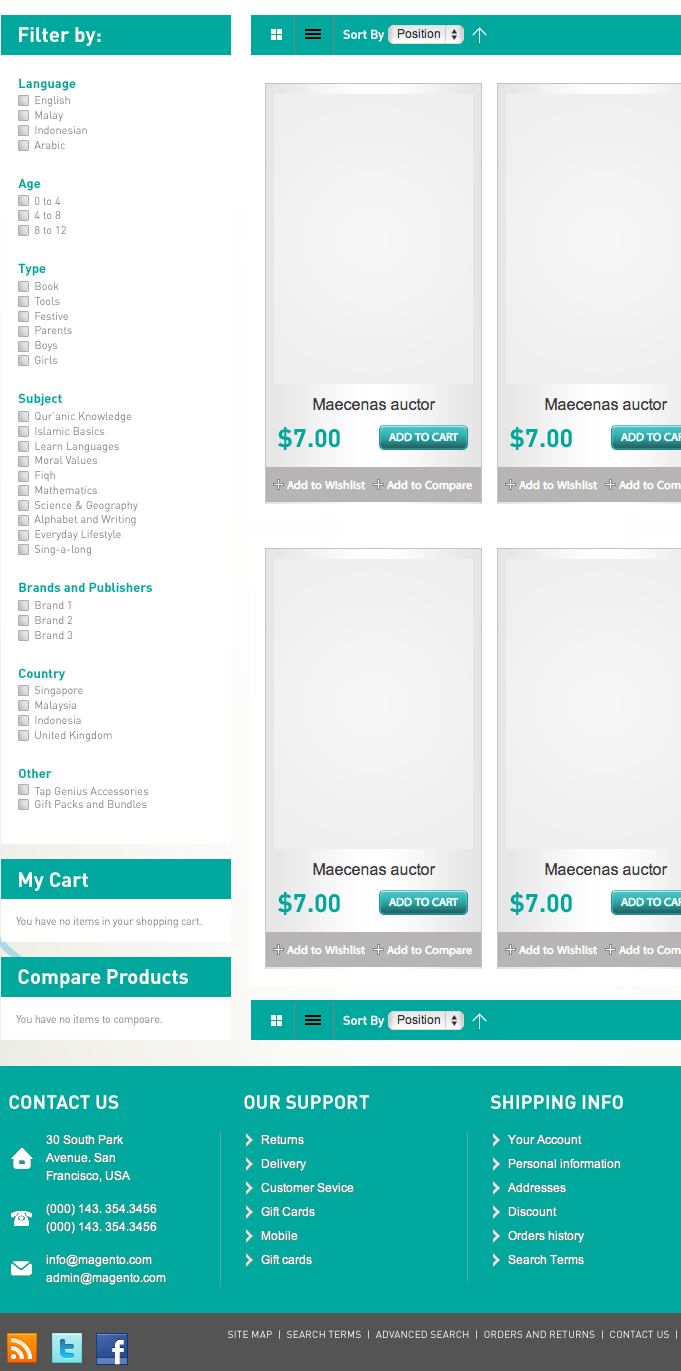 Filter by:
Language
English
Malay
Indonesian
Arabic
Age
0 to 4
4 to 8
8 to 12
Type
Book
Tools
Festive
Parents
Boys
Girls
Subject
Qur'anic Knowledge
Islamic Basics
Learn Languages
Moral Values
Fiqh
Mathematics
Science & Geography
Alphabet and Writing
Everyday Lifestyle
Sing-a-long
Brands and Publishers
Brand 1
Brand 2
Brand 3
Country
Singapore
Malaysia
Indonesia
United Kingdom
Other
Tap Genius Accessories
Gift Packs and Bundles
My Cart
You have no items in your shopping cart.
Compare Products
You have no items to compoare.
Sort By Position
Maecenas auctor
$7.00 ADD TO CART
Add to Wishlist Add to Compare
Maecenas auctor
$7.00 ADD TO CAR
Add to Wishlist Add to Com
Maecenas auctor
$7.00 ADD TO CART
Add to Wishlist Add to Compare
Maecenas auctor
$7.00 ADD TO CAR
Add to Wishlist Add to Com
Sort By Position
CONTACT US
30 South Park
Avenue. San
Francisco, USA
(000) 143. 354.3456
(000) 143. 354.3456
info@magento.com
admin@magento.com
OUR SUPPORT
Returns
Delivery
Customer Sevice
Gift Cards
Mobile
Gift cards
SHIPPING INFO
Your Account
Personal information
Addresses
Discount
Orders history
Search Terms
SITE MAP | SEARCH TERMS | ADVANCED SEARCH | ORDERS AND RETURNS | CONTACT US |